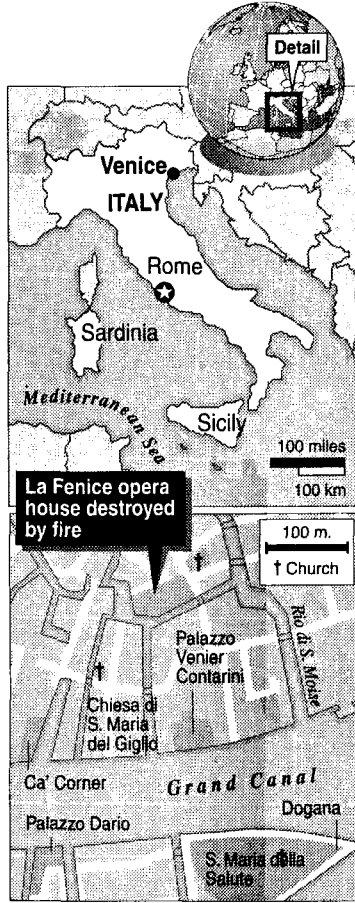 Detail
Venice
ITALY
Rome
Sardinia
Mediterranean Sea
Sicily
100 miles
100 km
La Fenice opera
house destroyed
by fire
100 m.
† Church
Rio di S. Moise
Palazzo
Venier
Contarini
Chiesa di
S. Maria
del Giglio
Ca' Corner
Grand Canal
Dogana
Palazzo Dario
S. Maria della
Salute